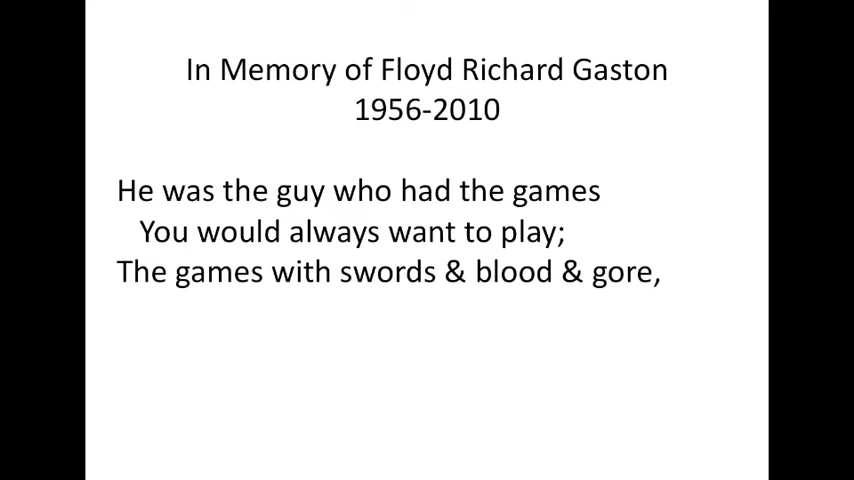 In Memory of Floyd Richard Gaston
1956-2010
He was the guy who had the games
You would always want to play;
The games with swords & blood & gore,